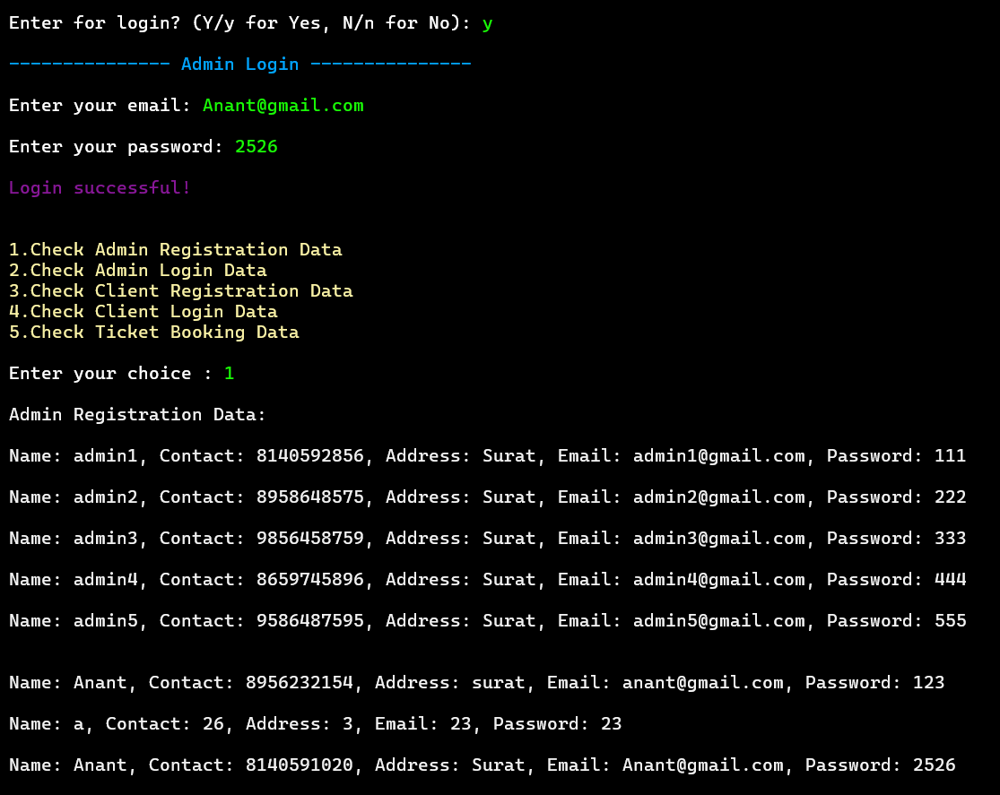 Enter for login? (Y/y for Yes, N/n for No): y
--------------- Admin Login ---------------
Enter your email: Anant@gmail.com
Enter your password: 2526
Login successful!
1.Check Admin Registration Data
2.Check Admin Login Data
3.Check Client Registration Data
4.Check Client Login Data
5.Check Ticket Booking Data
Enter your choice : 1
Admin Registration Data:
Name: admin1, Contact: 8140592856, Address: Surat, Email: admin1@gmail.com, Password: 111
Name: admin2, Contact: 8958648575, Address: Surat, Email: admin2@gmail.com, Password: 222
Name: admin3, Contact: 9856458759, Address: Surat, Email: admin3@gmail.com, Password: 333
Name: admin4, Contact: 8659745896, Address: Surat, Email: admin4@gmail.com, Password: 444
Name: admin5, Contact: 9586487595, Address: Surat, Email: admin5@gmail.com, Password: 555
Name: Anant, Contact: 8956232154, Address: surat, Email: anant@gmail.com, Password: 123
Name: a, Contact: 26, Address: 3, Email: 23, Password: 23
Name: Anant, Contact: 8140591020, Address: Surat, Email: Anant@gmail.com, Password: 2526